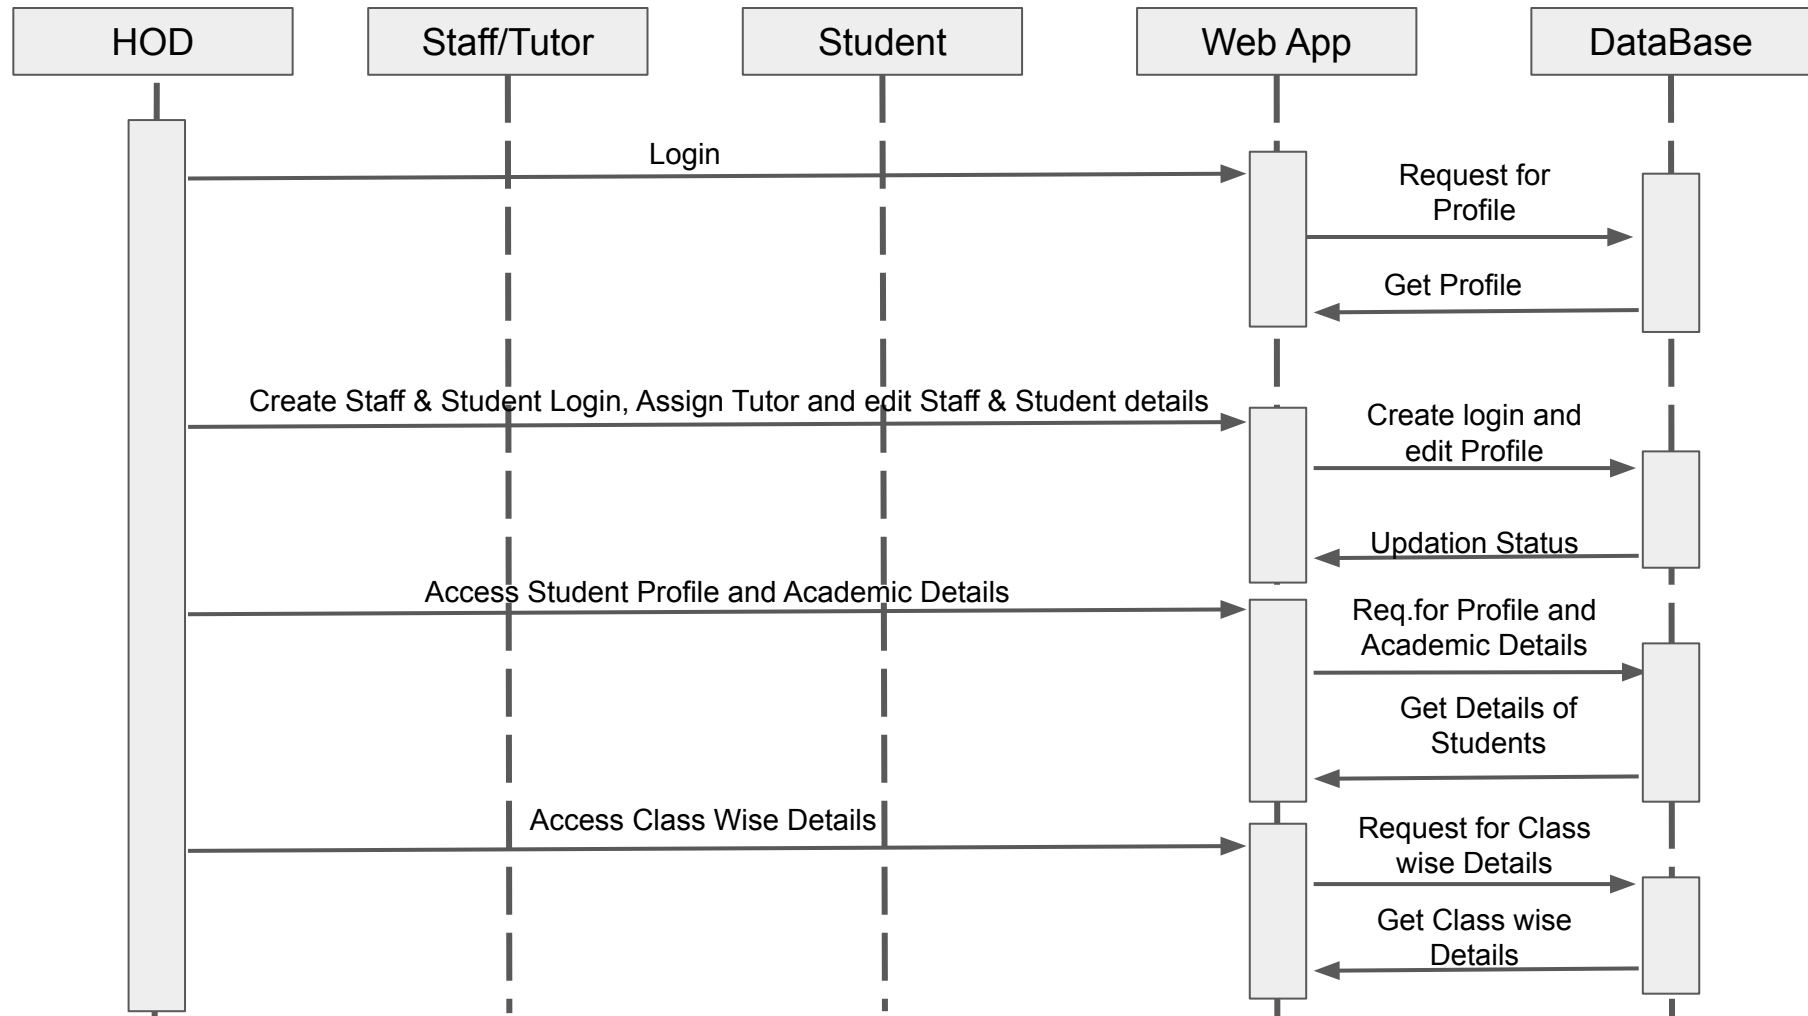 HOD
Staff/Tutor
Student
Web App
DataBase
Login
Request for
Profile
Get Profile
Create Staff & Student Login, Assign Tutor and edit Staff & Student details
Create login and
edit Profile
Updation Status
Access Student Profile and Academic Details
Req.for Profile and
Academic Details
Get Details of
Students
Access Class Wise Details
Request for Class
wise Details
Get Class wise
Details